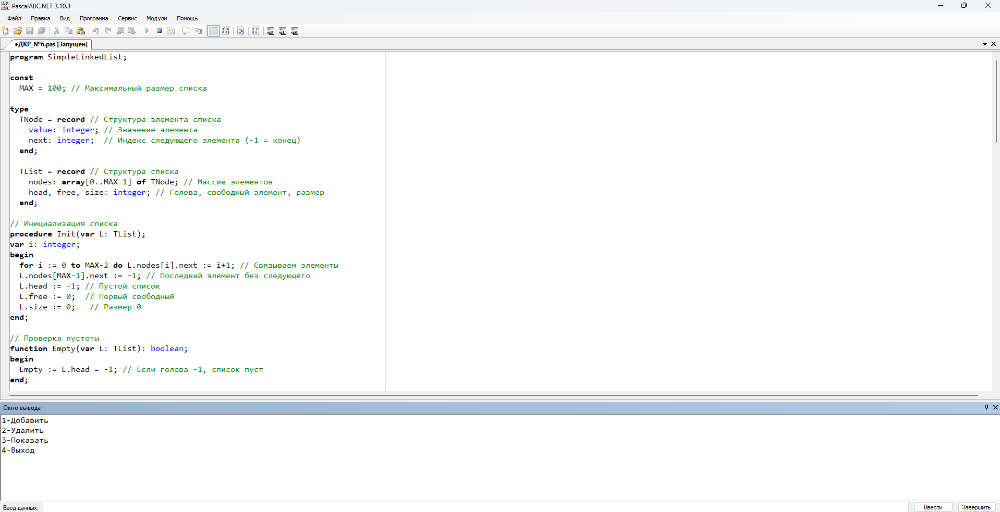 PascalABC.NET 3.10.3
Файл Правка Вид Программа Сервис Модули Помощь
•ДКР_№6.pas [Запущен]
program SimpleLinkedList;
const
MAX = 100; // Максимальный размер списка
type
TNode = record // Структура элемента списка
value: integer; // Значение элемента
next: integer; // Индекс следующего элемента (-1 = конец)
end;
TList = record // Структура списка
nodes: array[0..MAX-1] of TNode; // Массив элементов
head, free, size: integer; // Голова, свободный элемент, размер
end;
// Инициализация списка
procedure Init(var L: TList);
var i: integer;
begin
for i := 0 to MAX-2 do L.nodes[i].next := i+1; // Связываем элементы
L.nodes[MAX-1].next := -1; // Последний элемент без следующего
L.head := -1; // Пустой список
L.free := 0; // Первый свободный
L.size := 0; // Размер 0
end;
// Проверка пустоты
function Empty(var L: TList): boolean;
begin
Empty := L.head = -1; // Если голова -1, список пуст
end;
Окно вывода
1-Добавить
2-Удалить
3-Показать
4-Выход
Ввод данных: Ввести Завершить